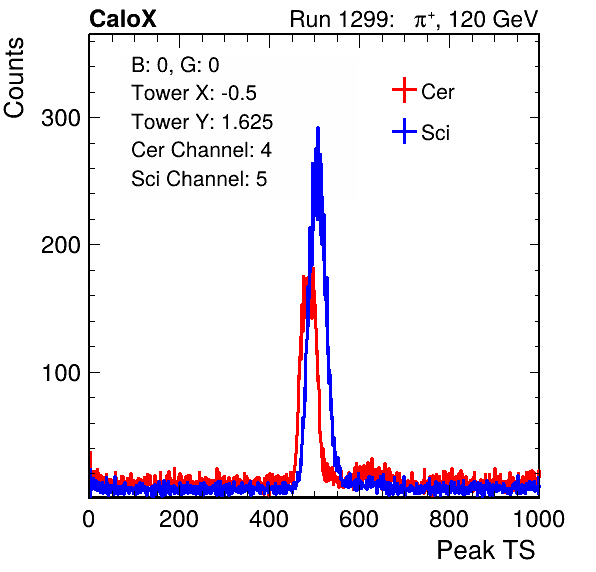 CaloX Run 1299: π⁺, 120 GeV
Counts
B: 0, G: 0
Tower X: -0.5
Tower Y: 1.625
Cer Channel: 4
Sci Channel: 5
Cer
Sci
300
200
100
0 200 400 600 800 1000
Peak TS